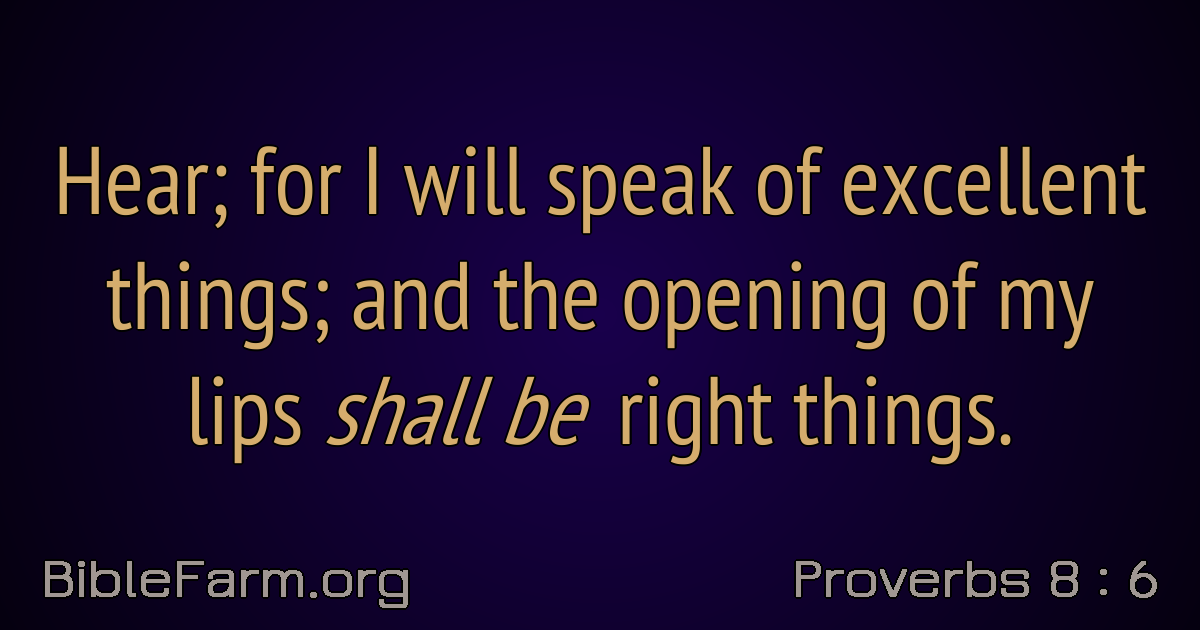 Hear; for I will speak of excellent
things; and the opening of my
lips shall be right things.
BibleFarm.org
Proverbs 8 : 6